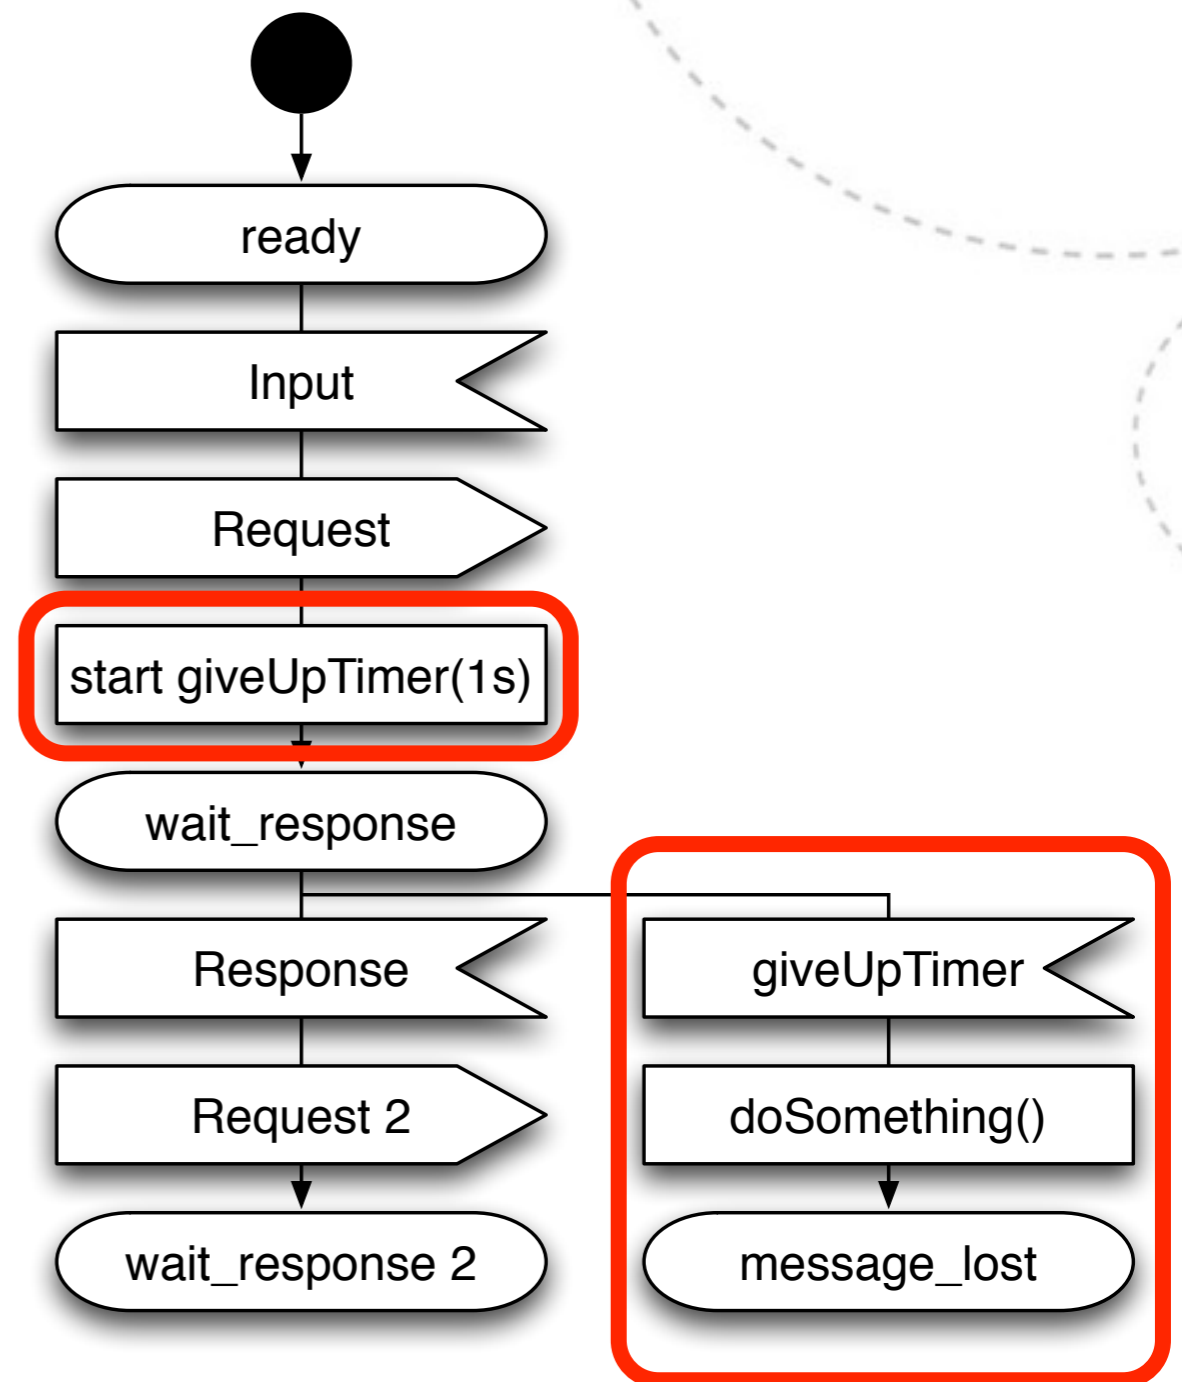 ready
Input
Request
start giveUpTimer(1s)
wait_response
Response
giveUpTimer
Request 2
doSomething()
wait_response 2
message_lost